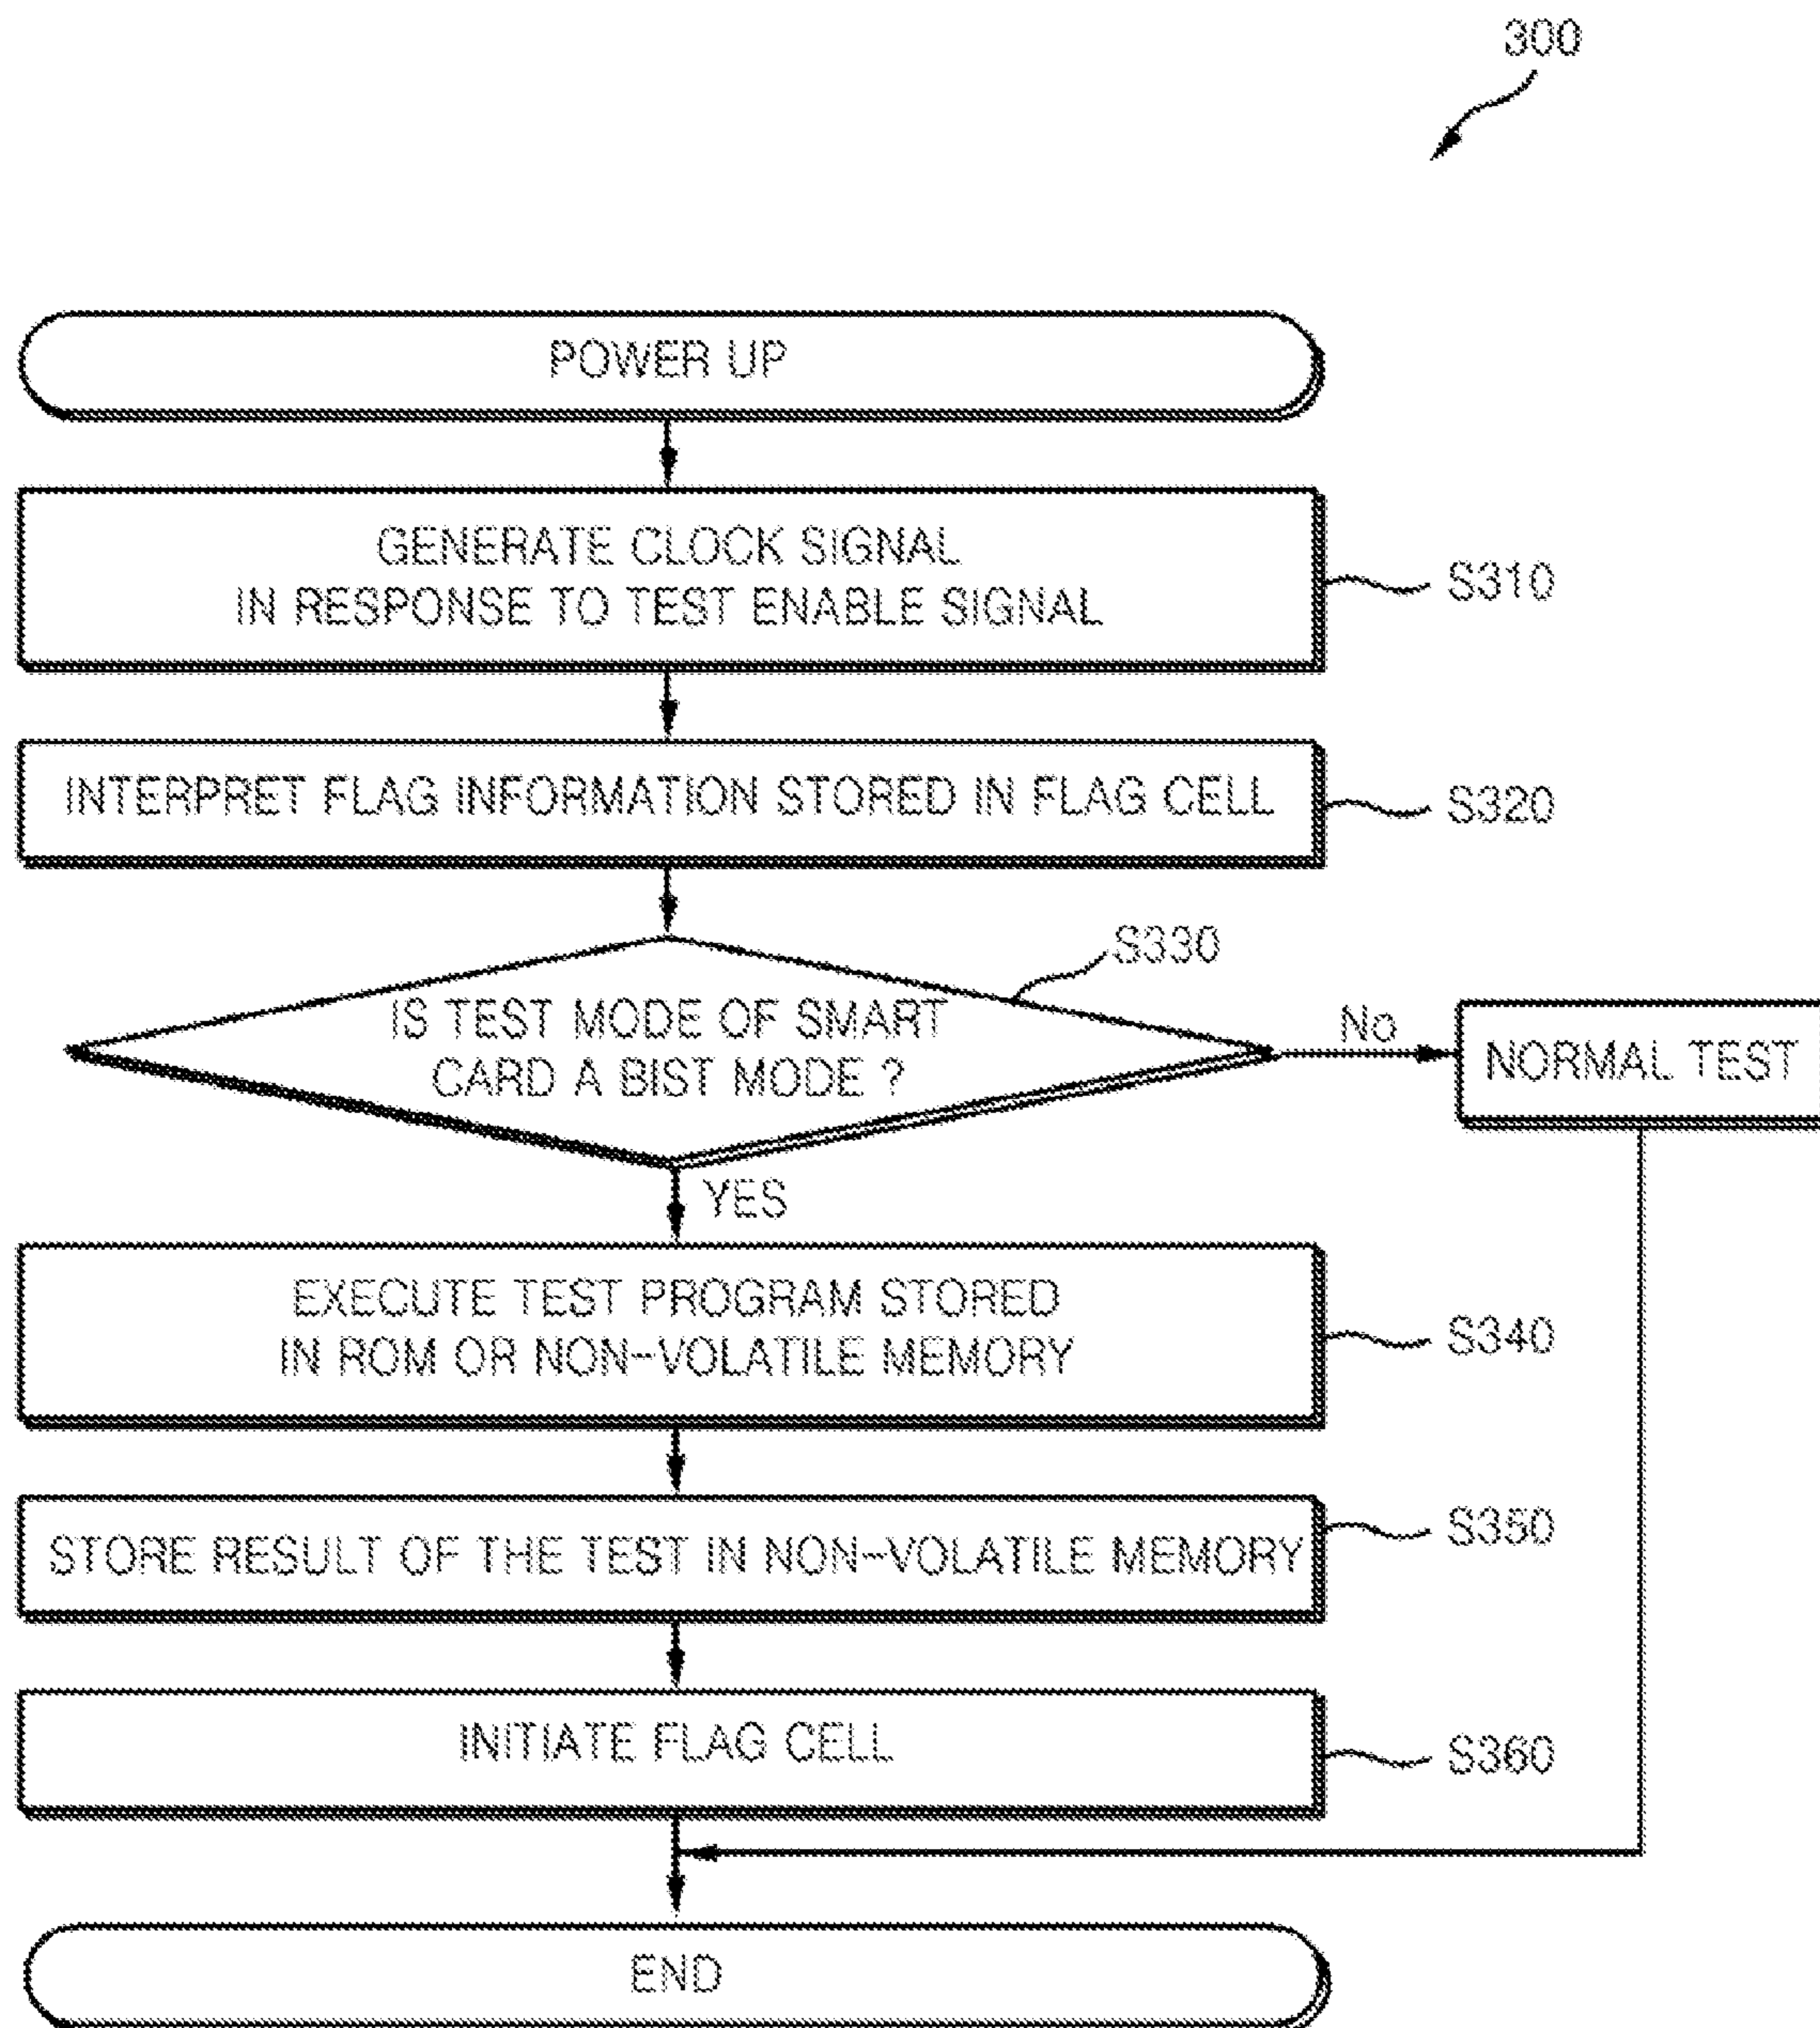 300
POWER UP
GENERATE CLOCK SIGNAL
IN RESPONSE TO TEST ENABLE SIGNAL
S310
INTERPRET FLAG INFORMATION STORED IN FLAG CELL
S320
S330
IS TEST MODE OF SMART
CARD A BIST MODE ?
No
NORMAL TEST
YES
EXECUTE TEST PROGRAM STORED
IN ROM OR NON-VOLATILE MEMORY
S340
STORE RESULT OF THE TEST IN NON-VOLATILE MEMORY
S350
INITIATE FLAG CELL
S360
END